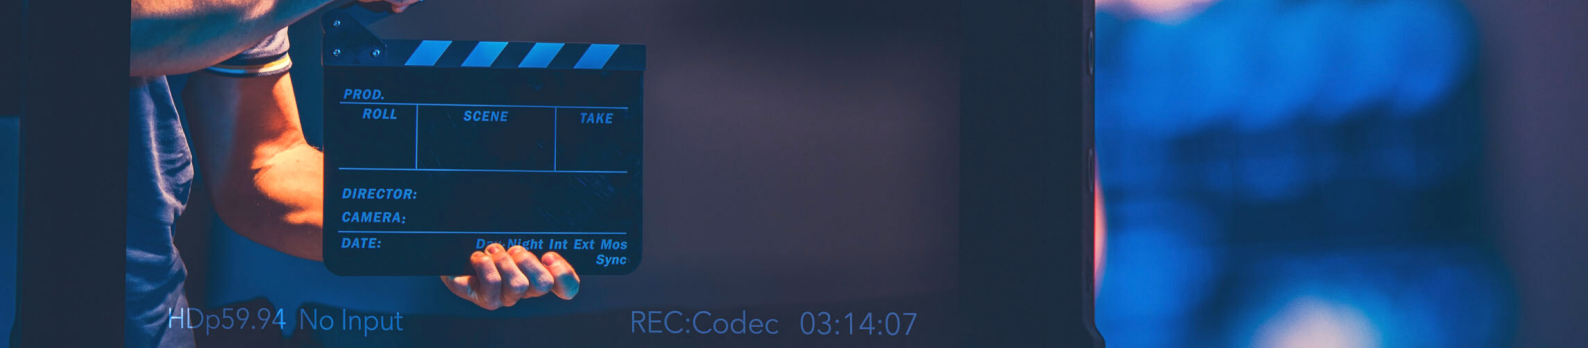 PROD.
ROLL SCENE TAKE
DIRECTOR:
CAMERA:
DATE: Day-Night Int Ext Mos
Sync
HDp59.94 No Input REC:Codec 03:14:07